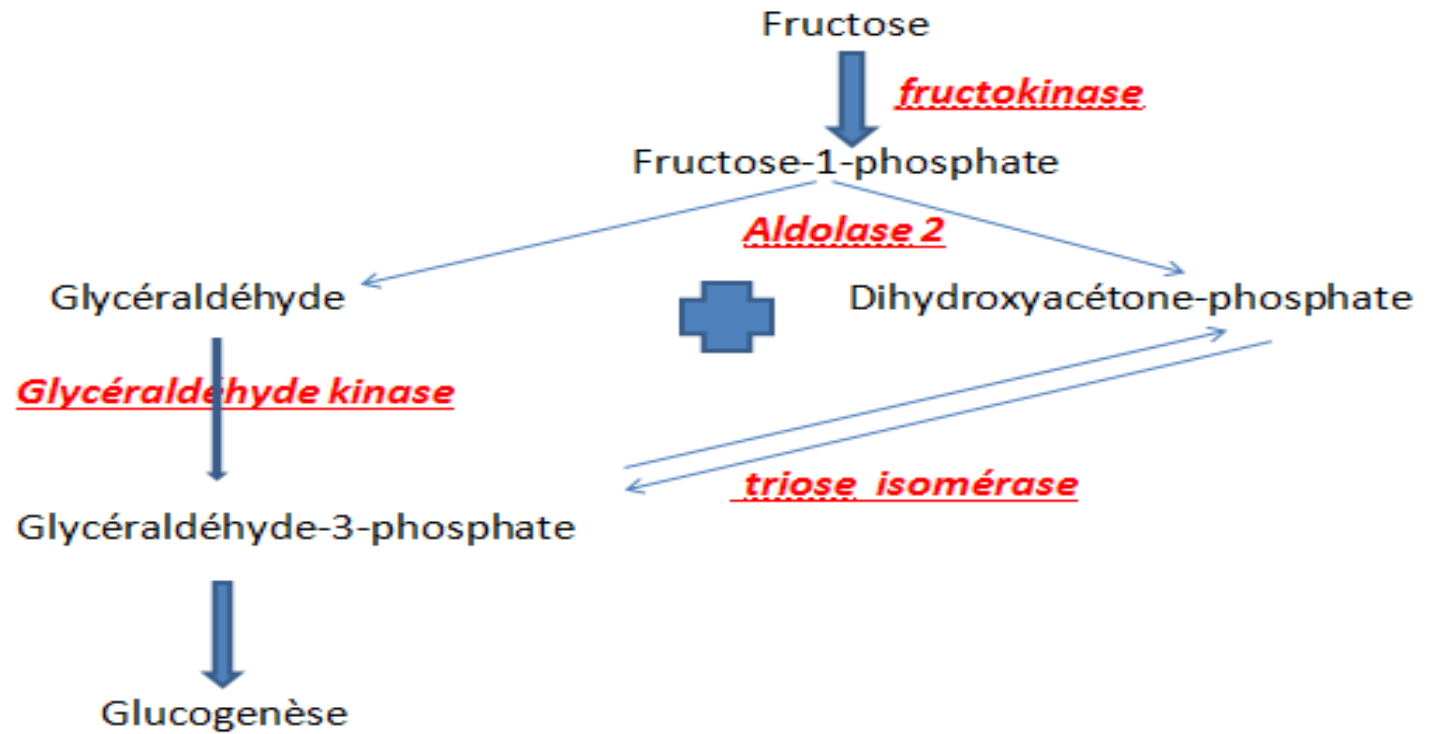 Fructose
fructokinase
Fructose-1-phosphate
Aldolase 2
Glycéraldéhyde
Dihydroxyacétone-phosphate
Glycéraldéhyde kinase
triose isomérase
Glycéraldéhyde-3-phosphate
Glucogenèse